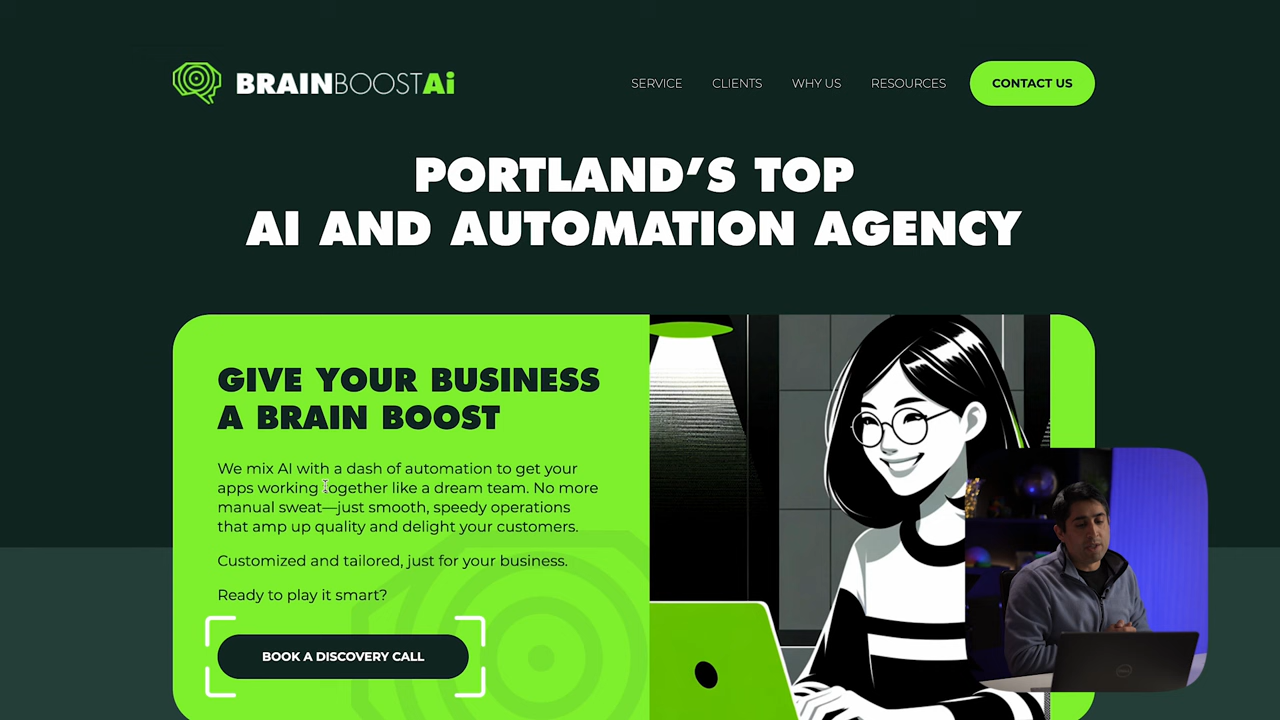 BRAINBOOSTAi
SERVICE
CLIENTS
WHY US
RESOURCES
CONTACT US
PORTLAND’S TOP
AI AND AUTOMATION AGENCY
GIVE YOUR BUSINESS
A BRAIN BOOST
We mix AI with a dash of automation to get your
apps working together like a dream team. No more
manual sweat—just smooth, speedy operations
that amp up quality and delight your customers.
Customized and tailored, just for your business.
Ready to play it smart?
BOOK A DISCOVERY CALL
DELL